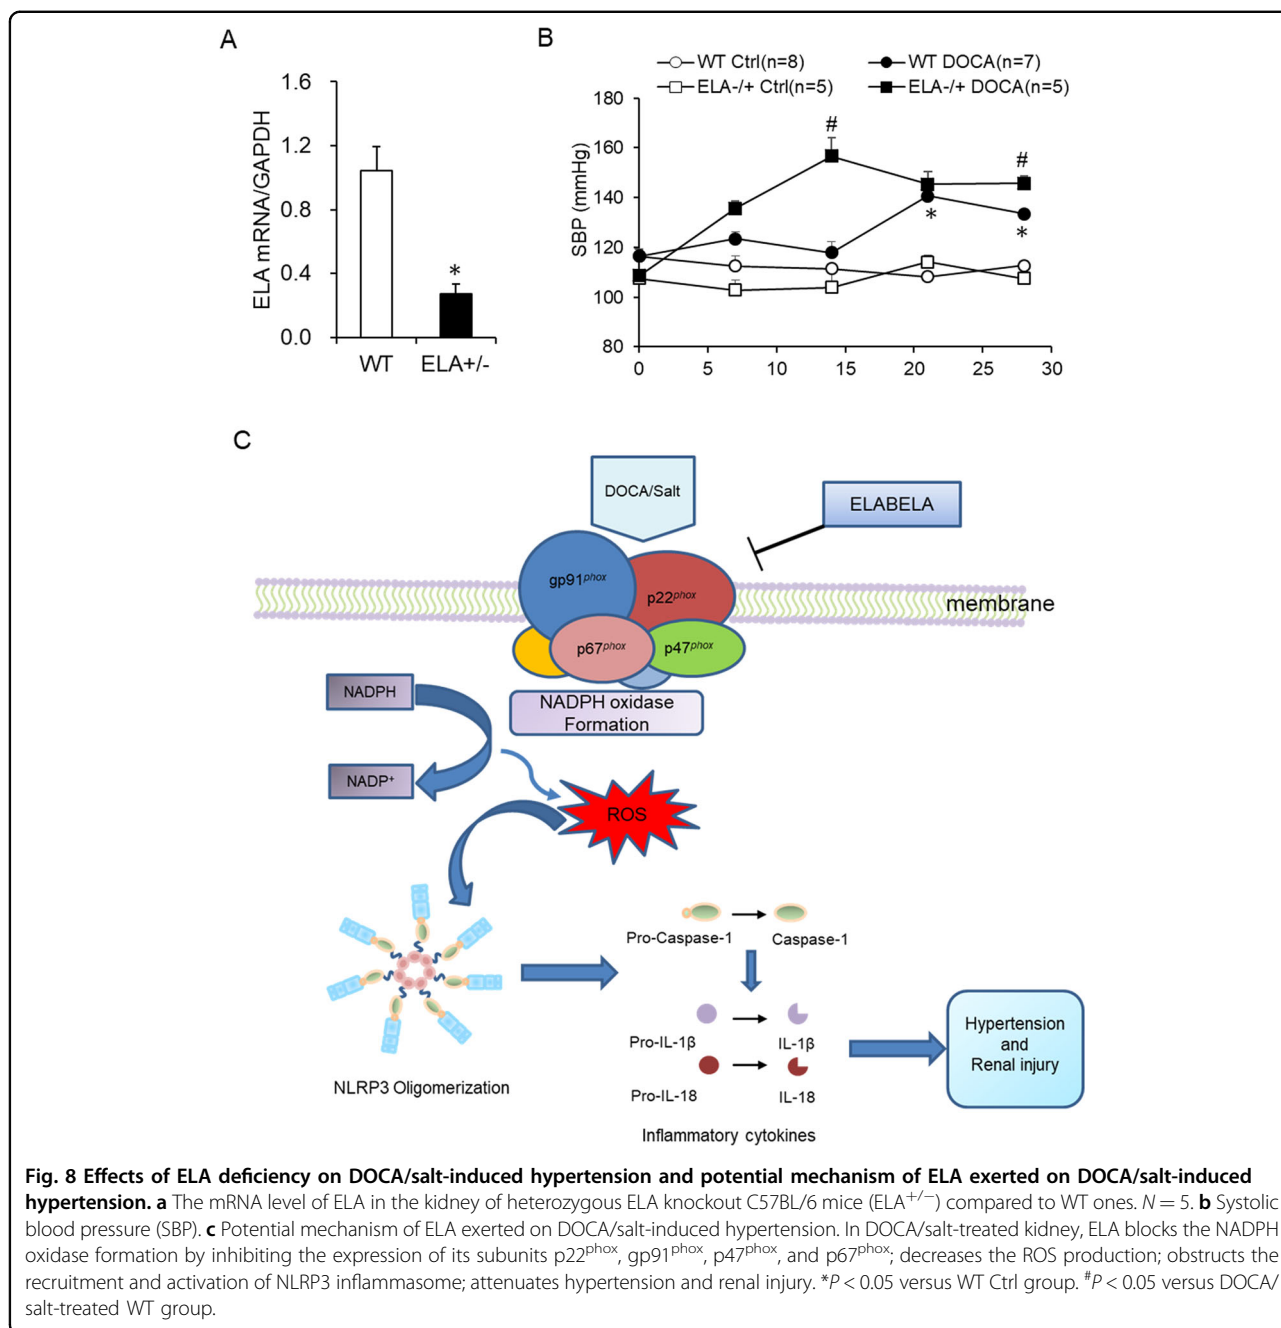 A
ELA mRNA/GAPDH
1.6
1.2
0.8
0.4
0.0
*
WT
ELA+/-
B
WT Ctrl(n=8)
WT DOCA(n=7)
ELA-/+ Ctrl(n=5)
ELA-/+ DOCA(n=5)
SBP (mmHg)
180
160
140
120
100
80
#
#
*
*
0
5
10
15
20
25
30
C
DOCA/Salt
ELABELA
gp91phox
p22phox
membrane
p67phox
p47phox
NADPH
NADPH oxidase
Formation
NADP+
ROS
Pro-Caspase-1
Caspase-1
Pro-IL-1β
IL-1β
Hypertension
and
Renal injury
NLRP3 Oligomerization
Pro-IL-18
IL-18
Inflammatory cytokines
Fig. 8 Effects of ELA deficiency on DOCA/salt-induced hypertension and potential mechanism of ELA exerted on DOCA/salt-induced
hypertension. a The mRNA level of ELA in the kidney of heterozygous ELA knockout C57BL/6 mice (ELA+/−) compared to WT ones. N = 5. b Systolic
blood pressure (SBP). c Potential mechanism of ELA exerted on DOCA/salt-induced hypertension. In DOCA/salt-treated kidney, ELA blocks the NADPH
oxidase formation by inhibiting the expression of its subunits p22phox, gp91phox, p47phox, and p67phox; decreases the ROS production; obstructs the
recruitment and activation of NLRP3 inflammasome; attenuates hypertension and renal injury. *P < 0.05 versus WT Ctrl group. #P < 0.05 versus DOCA/
salt-treated WT group.